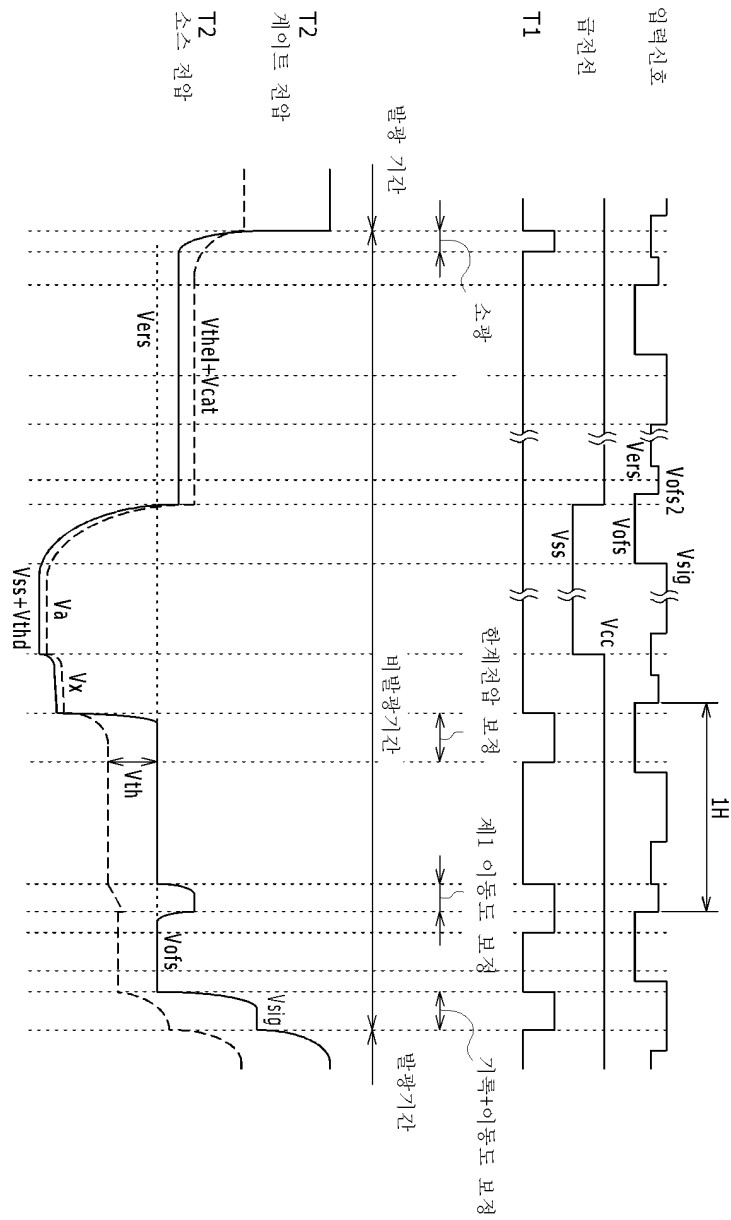 입력신호
급전선
T1
T2
게이트 전압
T2
소스 전압
1H
Vsig
Vofs2
Vofs
Vers
Vcc
Vss
소광
한계전압 보정
제1 이동도 보정
기록+이동도 보정
발광 기간
비발광기간
발광기간
Vers
Vthel+Vcat
Va
Vss+Vthd
Vx
Vth
Vofs
Vsig